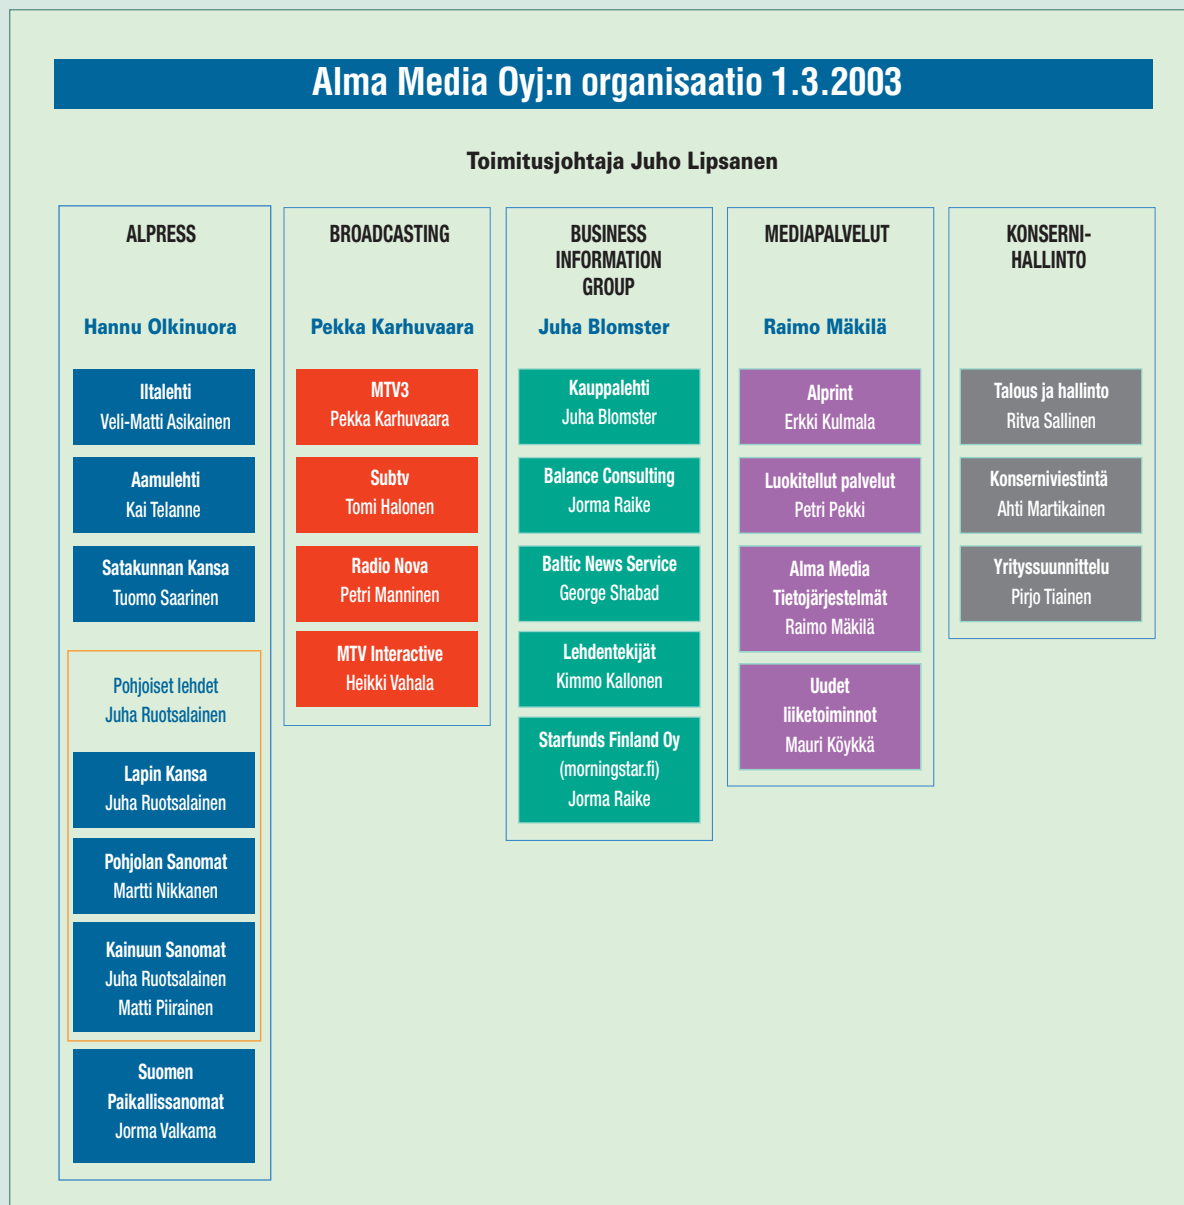 Alma Media Oyj:n organisaatio 1.3.2003
Toimitusjohtaja Juho Lipsanen
ALPRESS
Hannu Olkinuora
Iltalehti
Veli-Matti Asikainen
Aamulehti
Kai Telanne
Satakunnan Kansa
Tuomo Saarinen
Pohjoiset lehdet
Juha Ruotsalainen
Lapin Kansa
Juha Ruotsalainen
Pohjolan Sanomat
Martti Nikkanen
Kainuun Sanomat
Juha Ruotsalainen
Matti Piirainen
Suomen
Paikallissanomat
Jorma Valkama
BROADCASTING
Pekka Karhuvaara
MTV3
Pekka Karhuvaara
Subtv
Tomi Halonen
Radio Nova
Petri Manninen
MTV Interactive
Heikki Vahala
BUSINESS
INFORMATION
GROUP
Juha Blomster
Kauppalehti
Juha Blomster
Balance Consulting
Jorma Raike
Baltic News Service
George Shabad
Lehdentekijät
Kimmo Kallonen
Starfunds Finland Oy
(morningstar.fi)
Jorma Raike
MEDIAPALVELUT
Raimo Mäkilä
Alprint
Erkki Kulmala
Luokitellut palvelut
Petri Pekki
Alma Media
Tietojärjestelmät
Raimo Mäkilä
Uudet
liiketoiminnot
Mauri Köykkä
KONSERNI-
HALLINTO
Talous ja hallinto
Ritva Sallinen
Konserniviestintä
Ahti Martikainen
Yrityssuunnittelu
Pirjo Tiainen